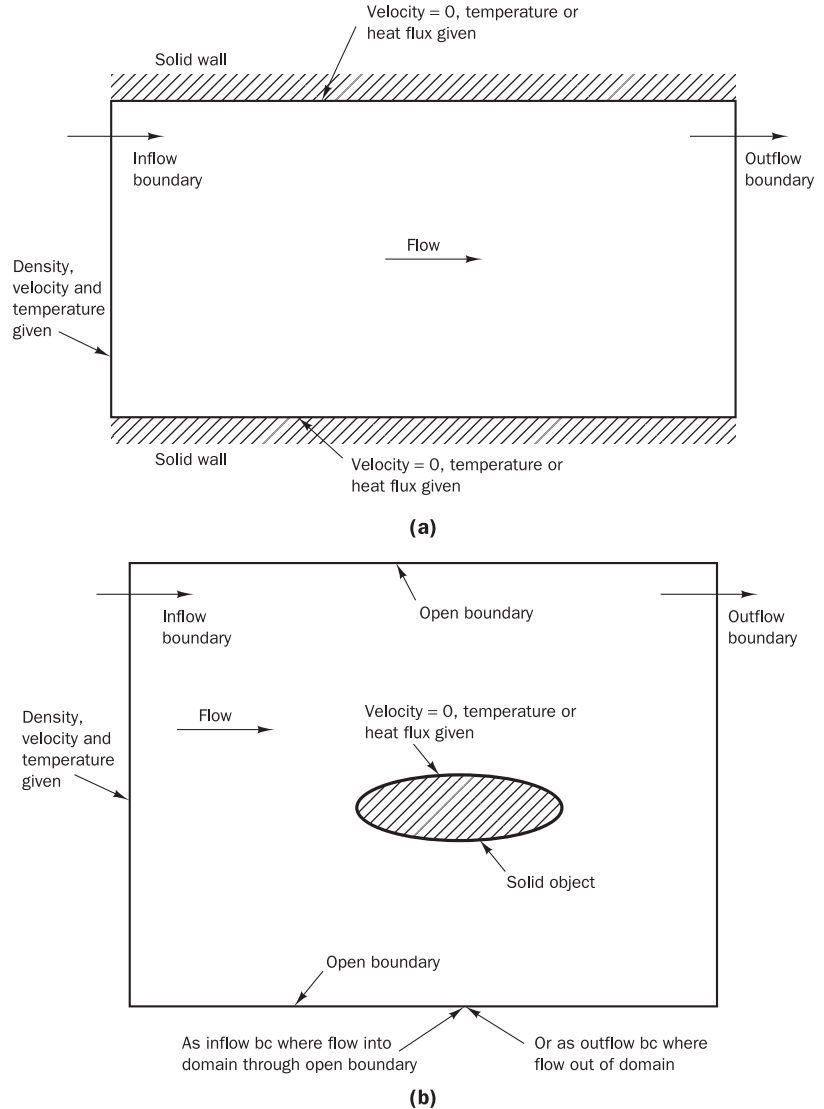 Velocity = 0, temperature or
heat flux given
Solid wall
Inflow
boundary
Outflow
boundary
Flow
Density,
velocity and
temperature
given
Solid wall
Velocity = 0, temperature or
heat flux given
(a)
Open boundary
Inflow
boundary
Outflow
boundary
Flow
Velocity = 0, temperature or
heat flux given
Density,
velocity and
temperature
given
Solid object
Open boundary
As inflow bc where flow into
domain through open boundary
Or as outflow bc where
flow out of domain
(b)